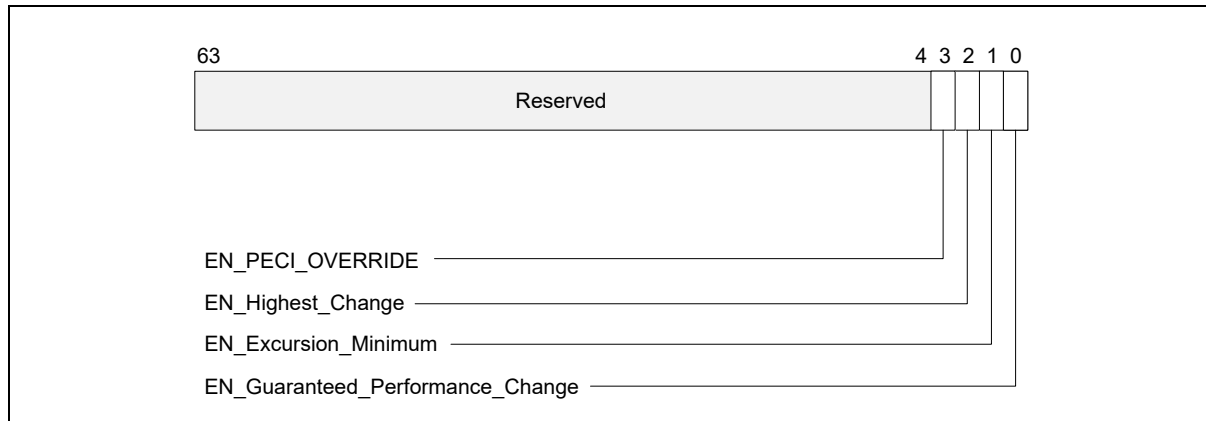 63 4 3 2 1 0
Reserved
EN_PECI_OVERRIDE
EN_Highest_Change
EN_Excursion_Minimum
EN_Guaranteed_Performance_Change